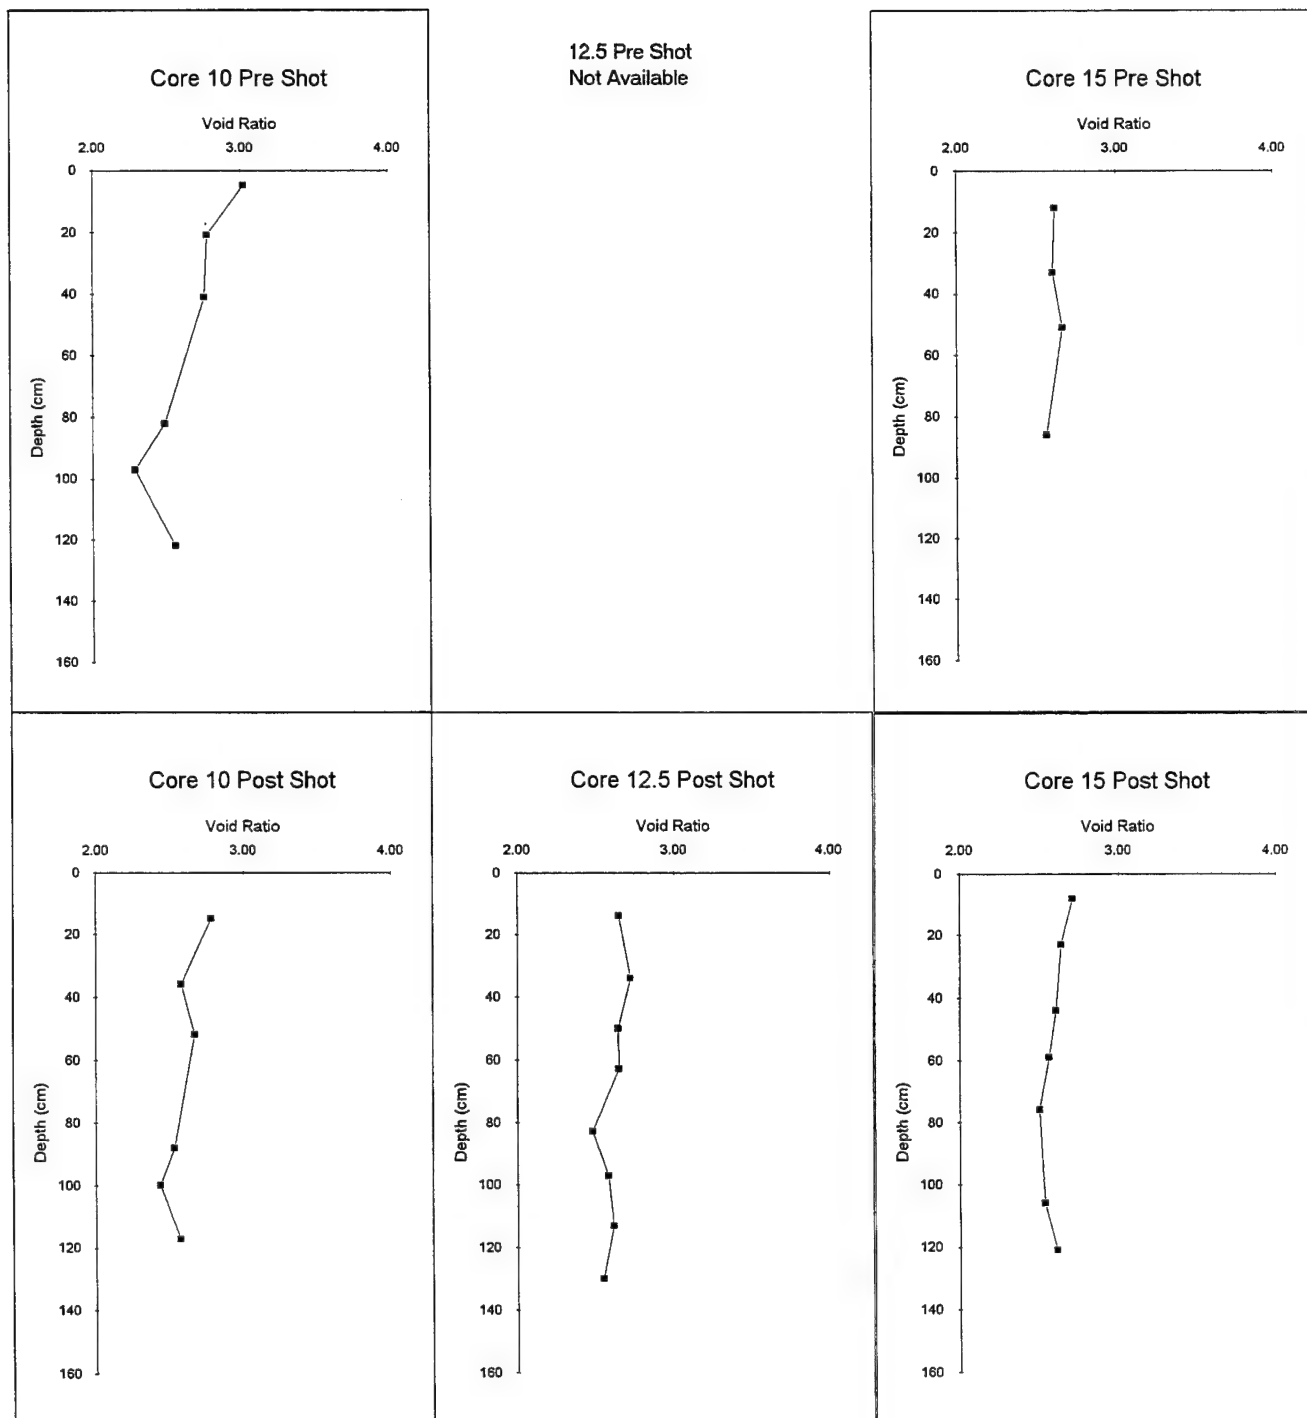 Core 10 Pre Shot
Void Ratio
2.00 3.00 4.00
0
20
40
60
80
100
120
140
160
Depth (cm)
12.5 Pre Shot
Not Available
Core 15 Pre Shot
Void Ratio
2.00 3.00 4.00
0
20
40
60
80
100
120
140
160
Depth (cm)
Core 10 Post Shot
Void Ratio
2.00 3.00 4.00
0
20
40
60
80
100
120
140
160
Depth (cm)
Core 12.5 Post Shot
Void Ratio
2.00 3.00 4.00
0
20
40
60
80
100
120
140
160
Depth (cm)
Core 15 Post Shot
Void Ratio
2.00 3.00 4.00
0
20
40
60
80
100
120
140
160
Depth (cm)